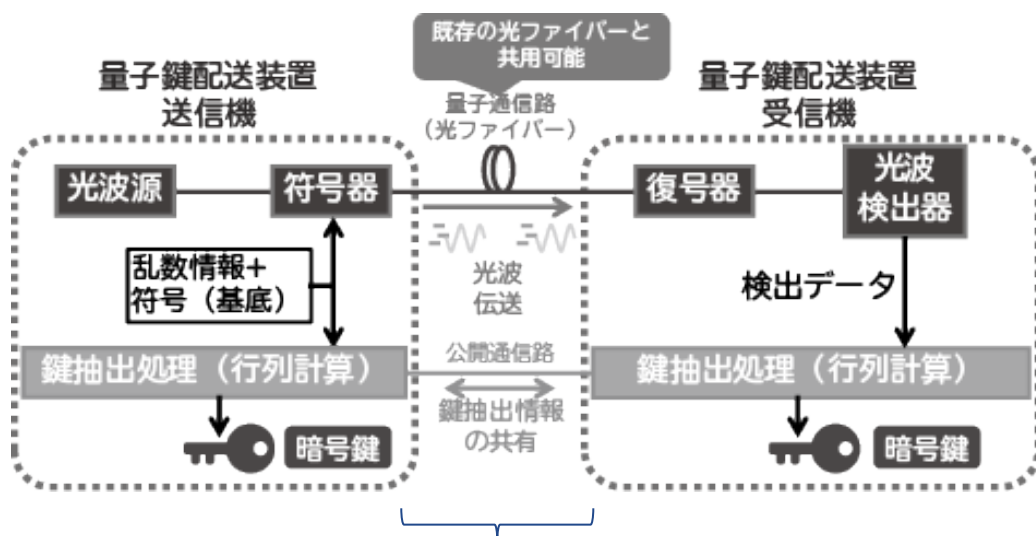 既存の光ファイバーと
共用可能
量子鍵配送装置
送信機
量子通信路
（光ファイバー）
量子鍵配送装置
受信機
光波源
符号器
復号器
光波
検出器
乱数情報+
符号（基底）
光波
伝送
検出データ
鍵抽出処理（行列計算）
公開通信路
鍵抽出処理（行列計算）
鍵抽出情報
の共有
暗号鍵
暗号鍵